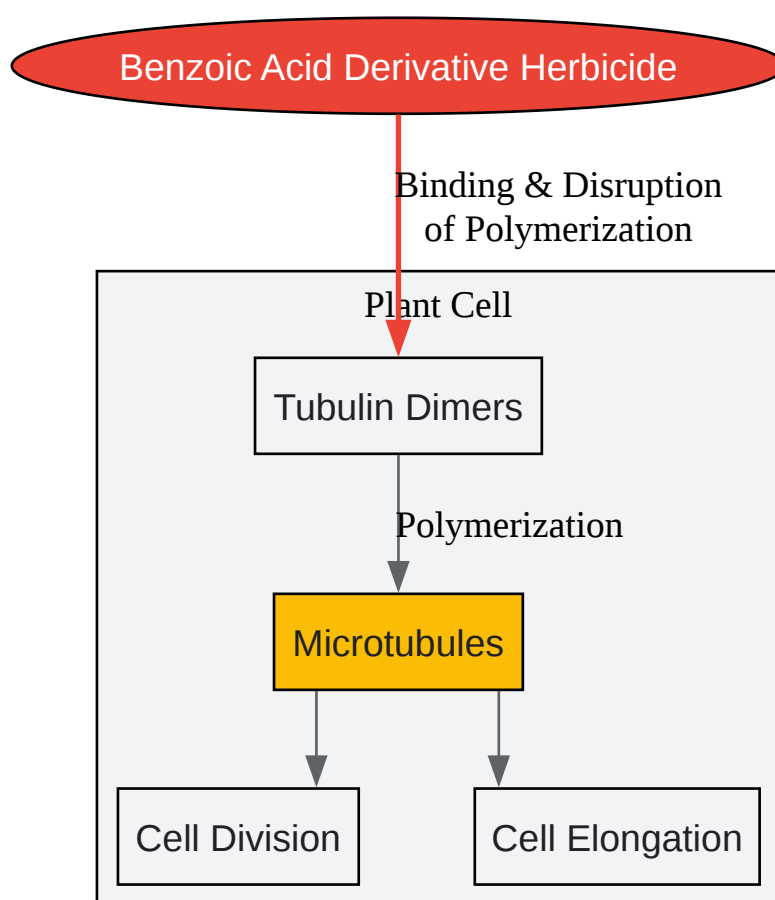 Benzoic Acid Derivative Herbicide
Binding & Disruption
of Polymerization
Plant Cell
Tubulin Dimers
Polymerization
Microtubules
Cell Division
Cell Elongation